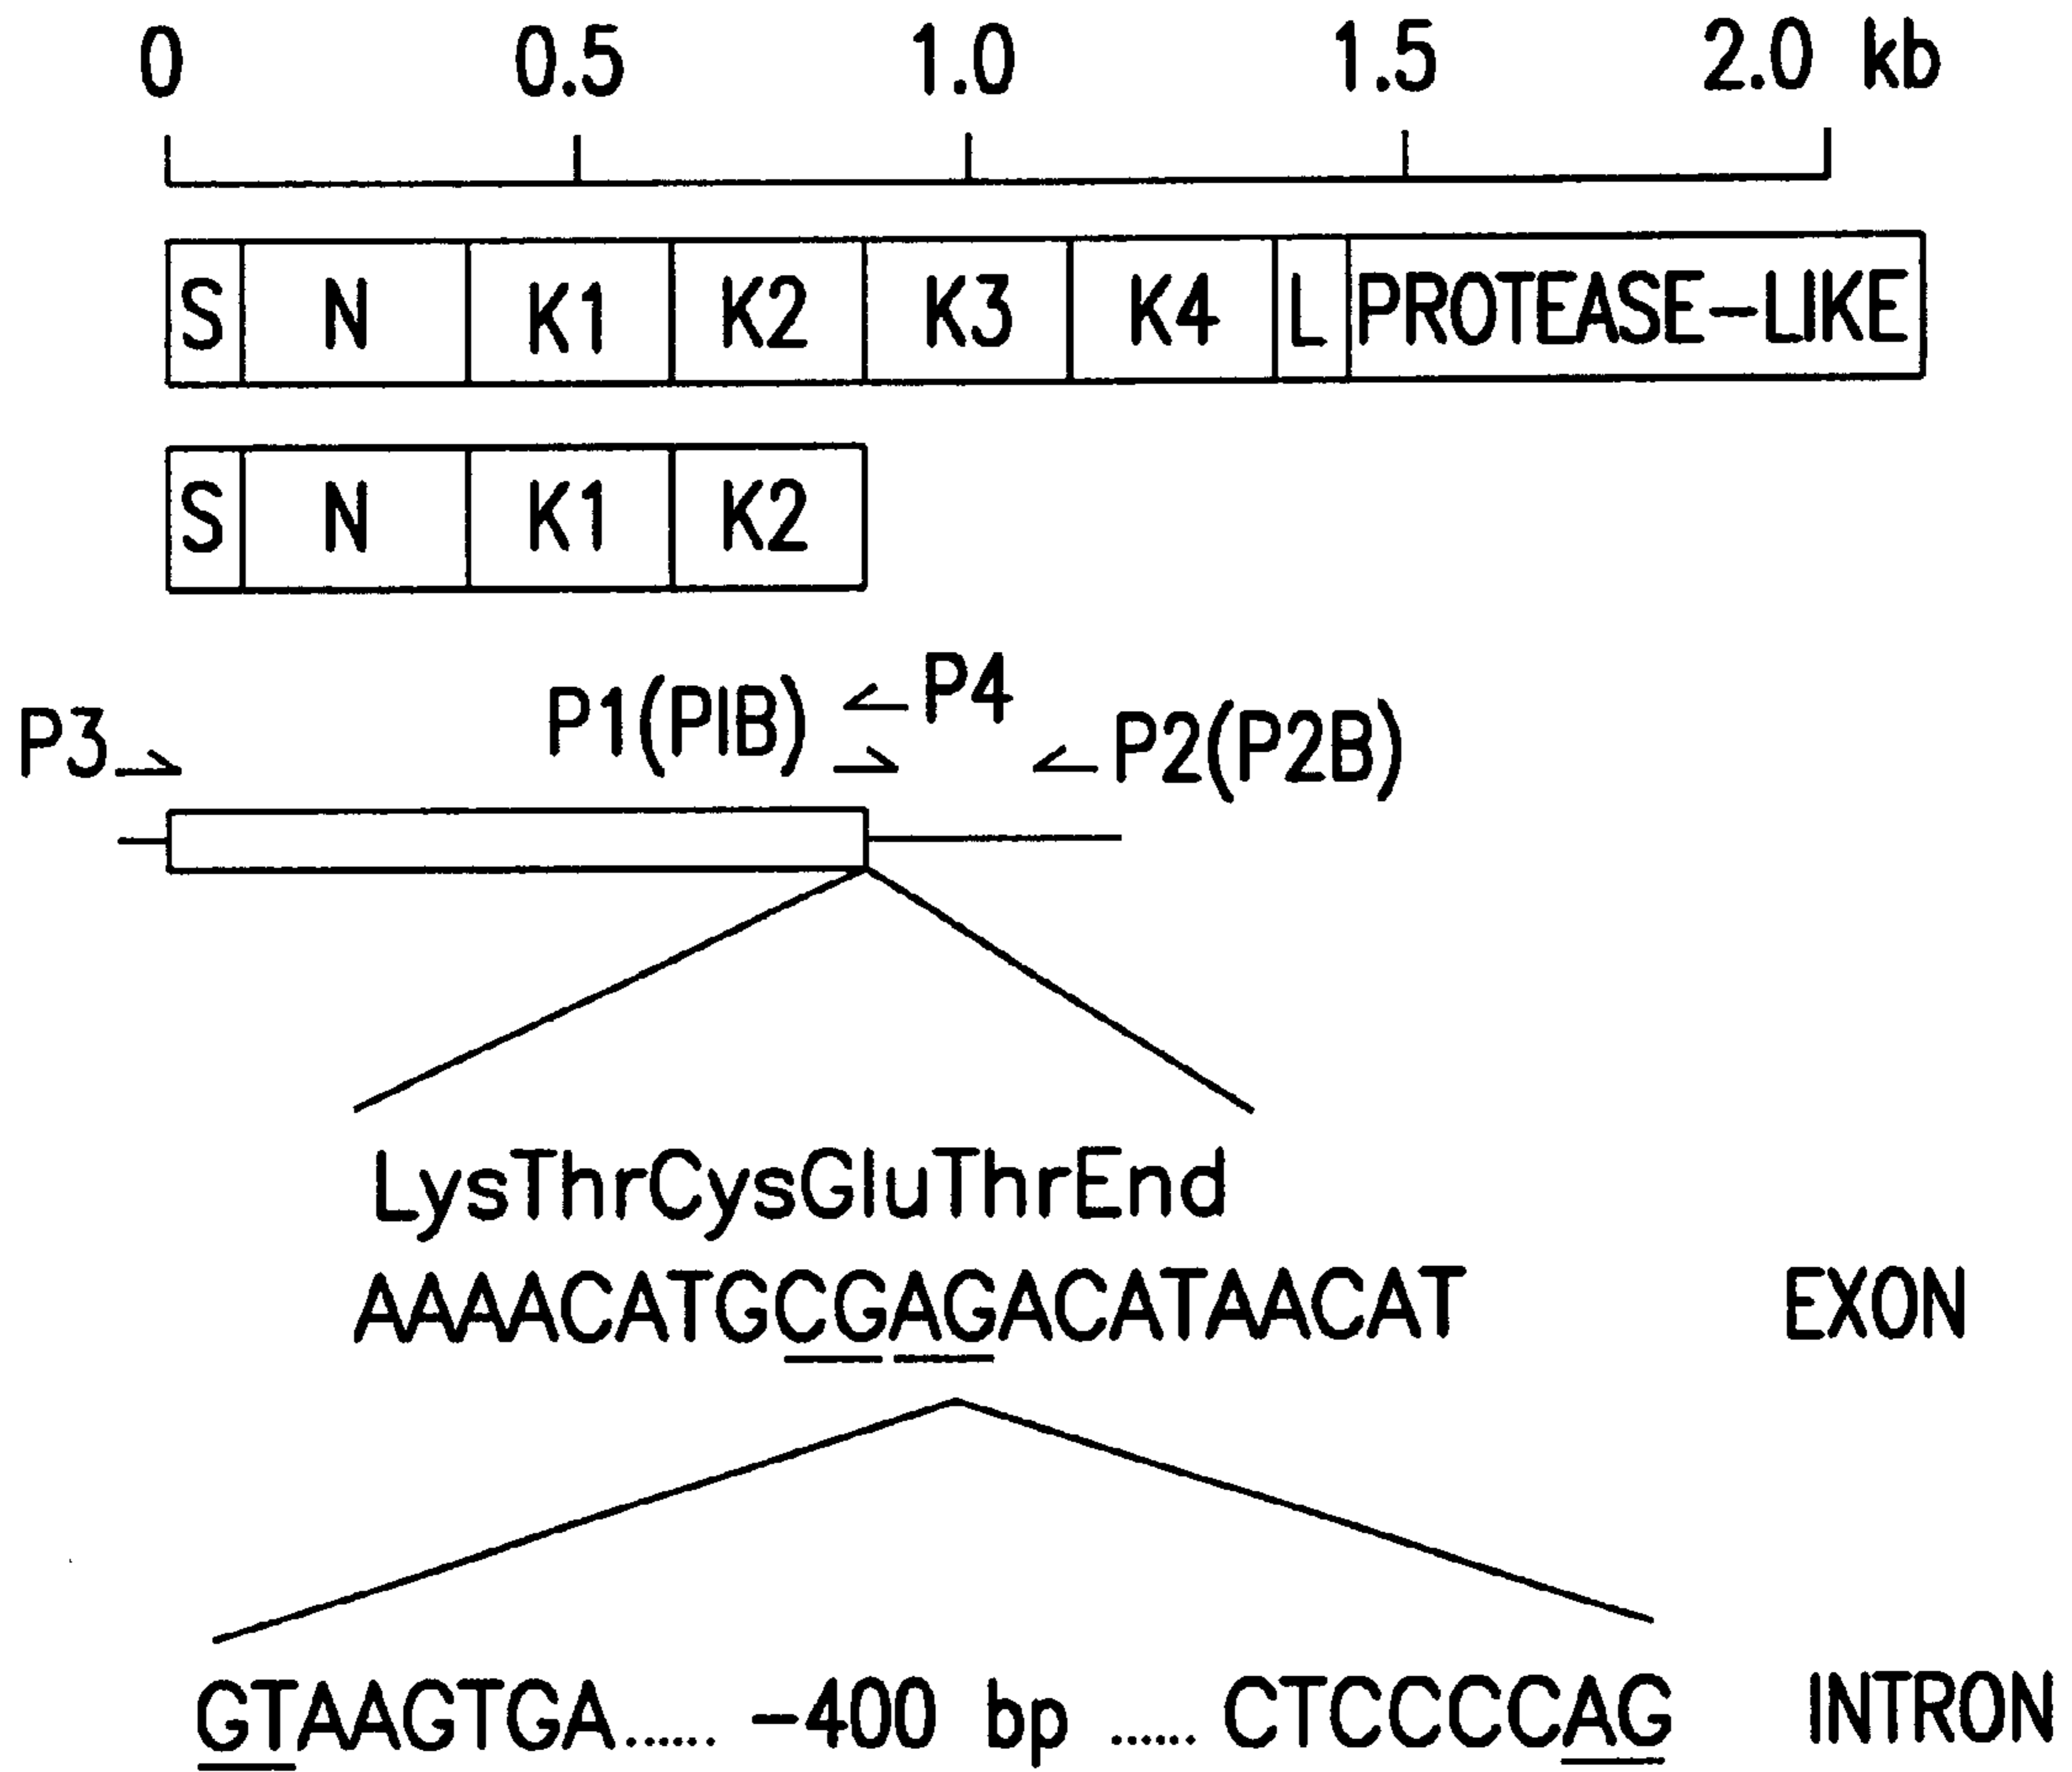 0 0.5 1.0 1.5 2.0 kb
S N K1 K2 K3 K4 L PROTEASE-LIKE
S N K1 K2
P3 P1(PIB) P4 P2(P2B)
LysThrCysGluThrEnd
AAAACATGCGAGACATAACAT EXON
GTAAGTGA...... -400 bp ...... CTCCCCAG INTRON